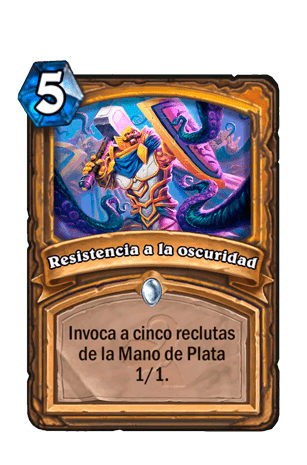 5
Resistencia a la oscuridad
Invoca a cinco reclutas
de la Mano de Plata
1/1.